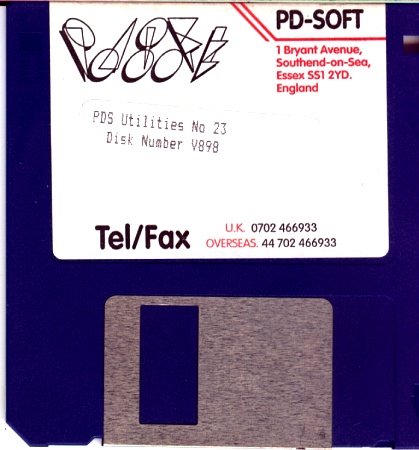 PD-SOFT
1 Bryant Avenue,
Southend-on-Sea,
Essex SS1 2YD.
England
PDS Utilities No 23
Disk Number V898
Tel/Fax
U.K. 0702 466933
OVERSEAS. 44 702 466933